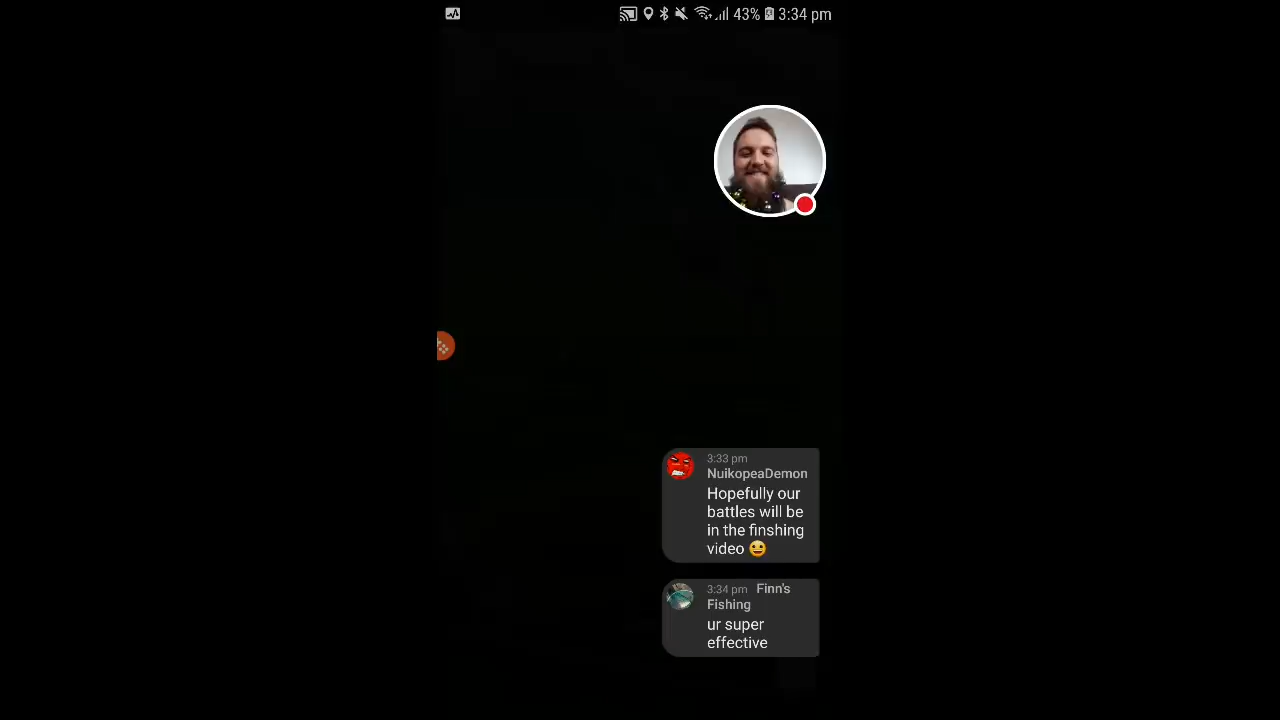 43% 3:34 pm
3:33 pm
NuikopeaDemon
Hopefully our
battles will be
in the finshing
video 😀
3:34 pm Finn's
Fishing
ur super
effective